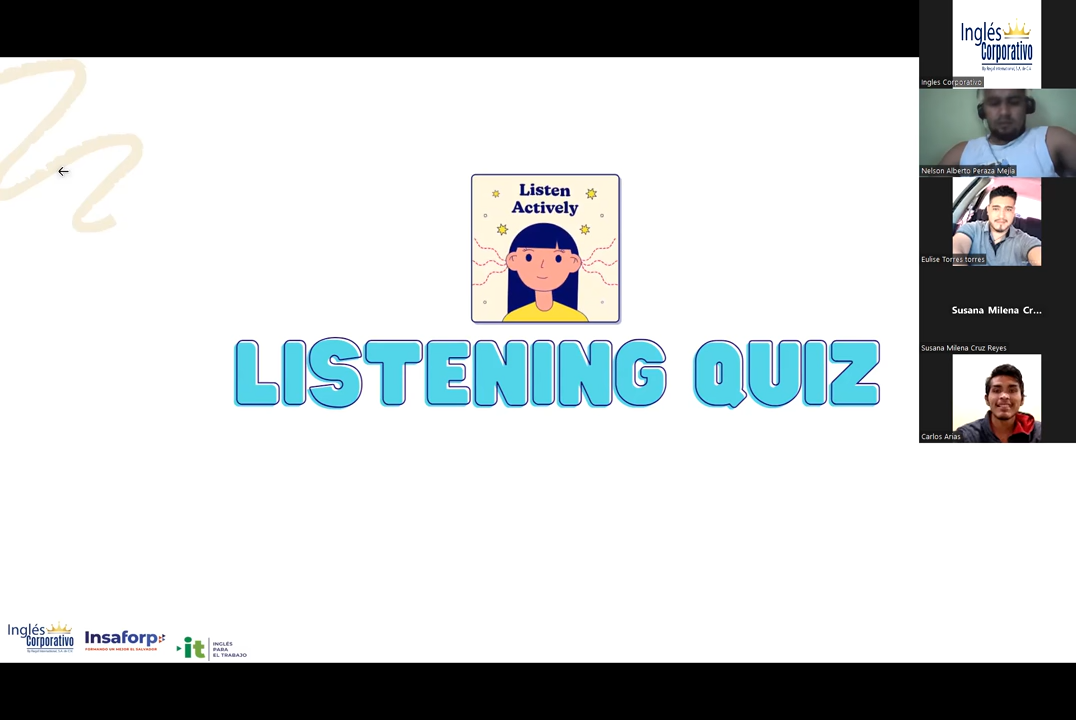 Listen
Actively
LISTENING QUIZ
Inglés
Corporativo
Insaforp
FORMANDO UN MEJOR EL SALVADOR
it
INGLÉS
PARA
EL TRABAJO
Inglés
Corporativo
Ingles Corporativo
Nelson Alberto Peraza Mejia
Eulise Torres torres
Susana Milena Cr...
Susana Milena Cruz Reyes
Carlos Arias